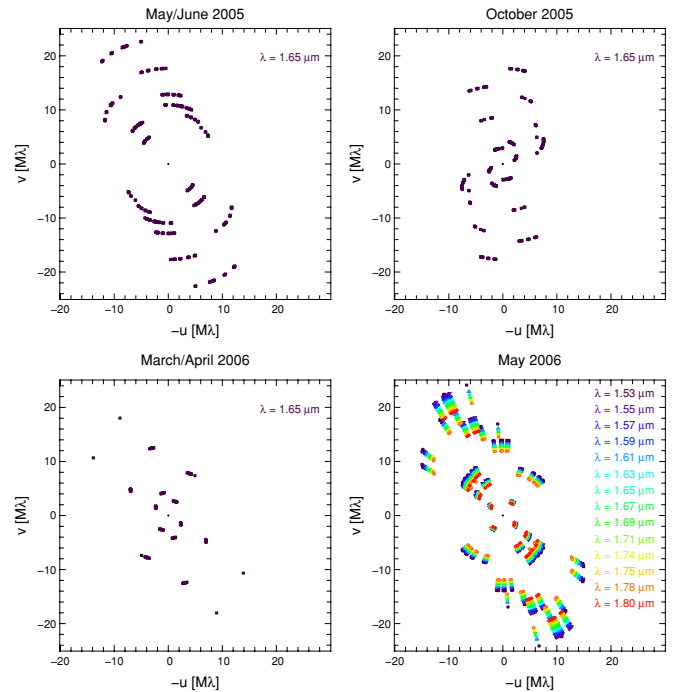 May/June 2005
October 2005
λ = 1.65 μm
λ = 1.65 μm
20
10
0
−10
−20
20
10
0
−10
−20
v [Mλ]
v [Mλ]
−20 −10 0 10 20
−20 −10 0 10 20
−u [Mλ]
−u [Mλ]
March/April 2006
May 2006
λ = 1.65 μm
λ = 1.53 μm
λ = 1.55 μm
λ = 1.57 μm
λ = 1.59 μm
λ = 1.61 μm
λ = 1.63 μm
λ = 1.65 μm
λ = 1.67 μm
λ = 1.69 μm
λ = 1.71 μm
λ = 1.74 μm
λ = 1.75 μm
λ = 1.78 μm
λ = 1.80 μm
20
10
0
−10
−20
20
10
0
−10
−20
v [Mλ]
v [Mλ]
−20 −10 0 10 20
−20 −10 0 10 20
−u [Mλ]
−u [Mλ]